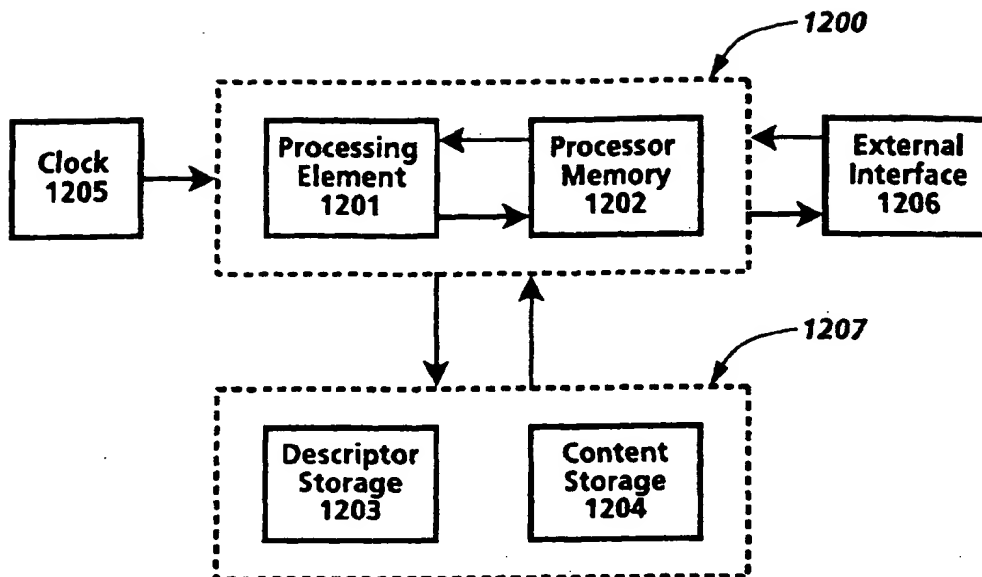 1200
Clock
1205
Processing
Element
1201
Processor
Memory
1202
External
Interface
1206
1207
Descriptor
Storage
1203
Content
Storage
1204